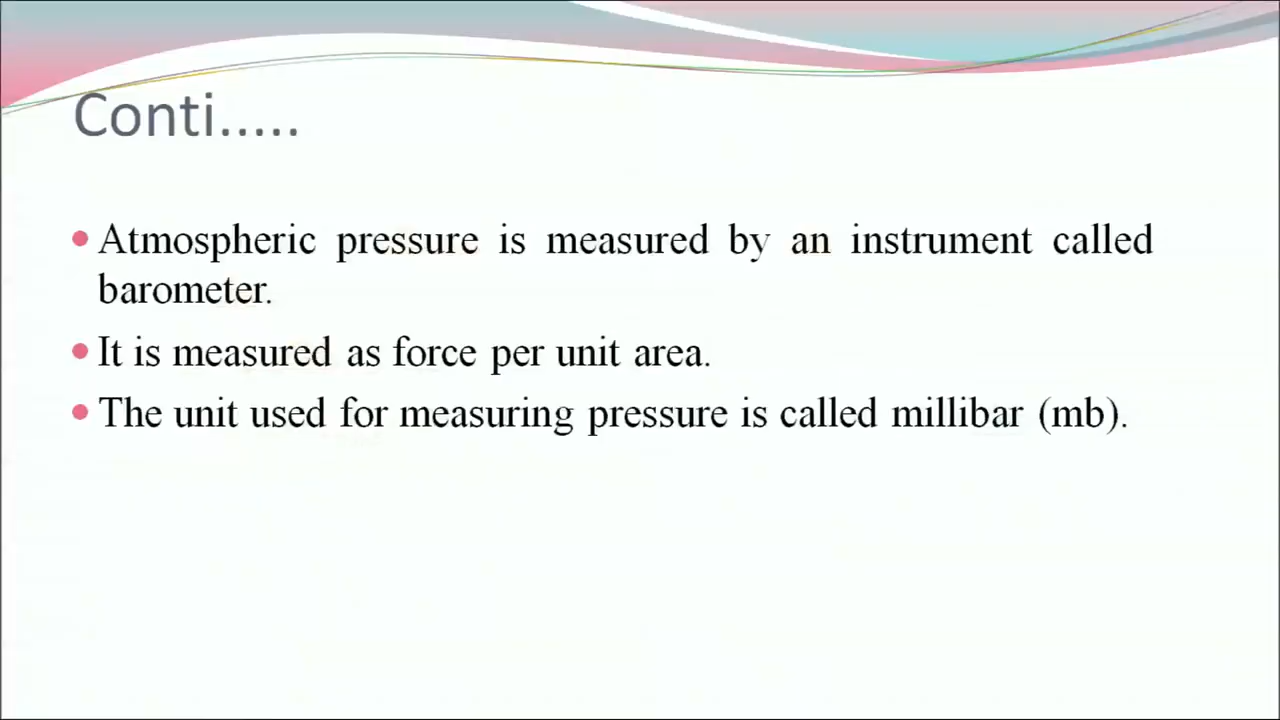 Conti.....
• Atmospheric pressure is measured by an instrument called
barometer.
• It is measured as force per unit area.
• The unit used for measuring pressure is called millibar (mb).